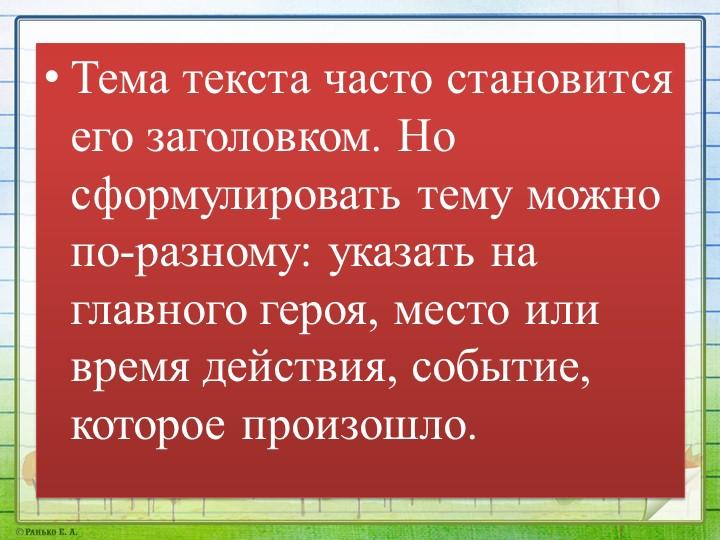 • Тема текста часто становится
его заголовком. Но
сформулировать тему можно
по-разному: указать на
главного героя, место или
время действия, событие,
которое произошло.
© Ранько Е. А.